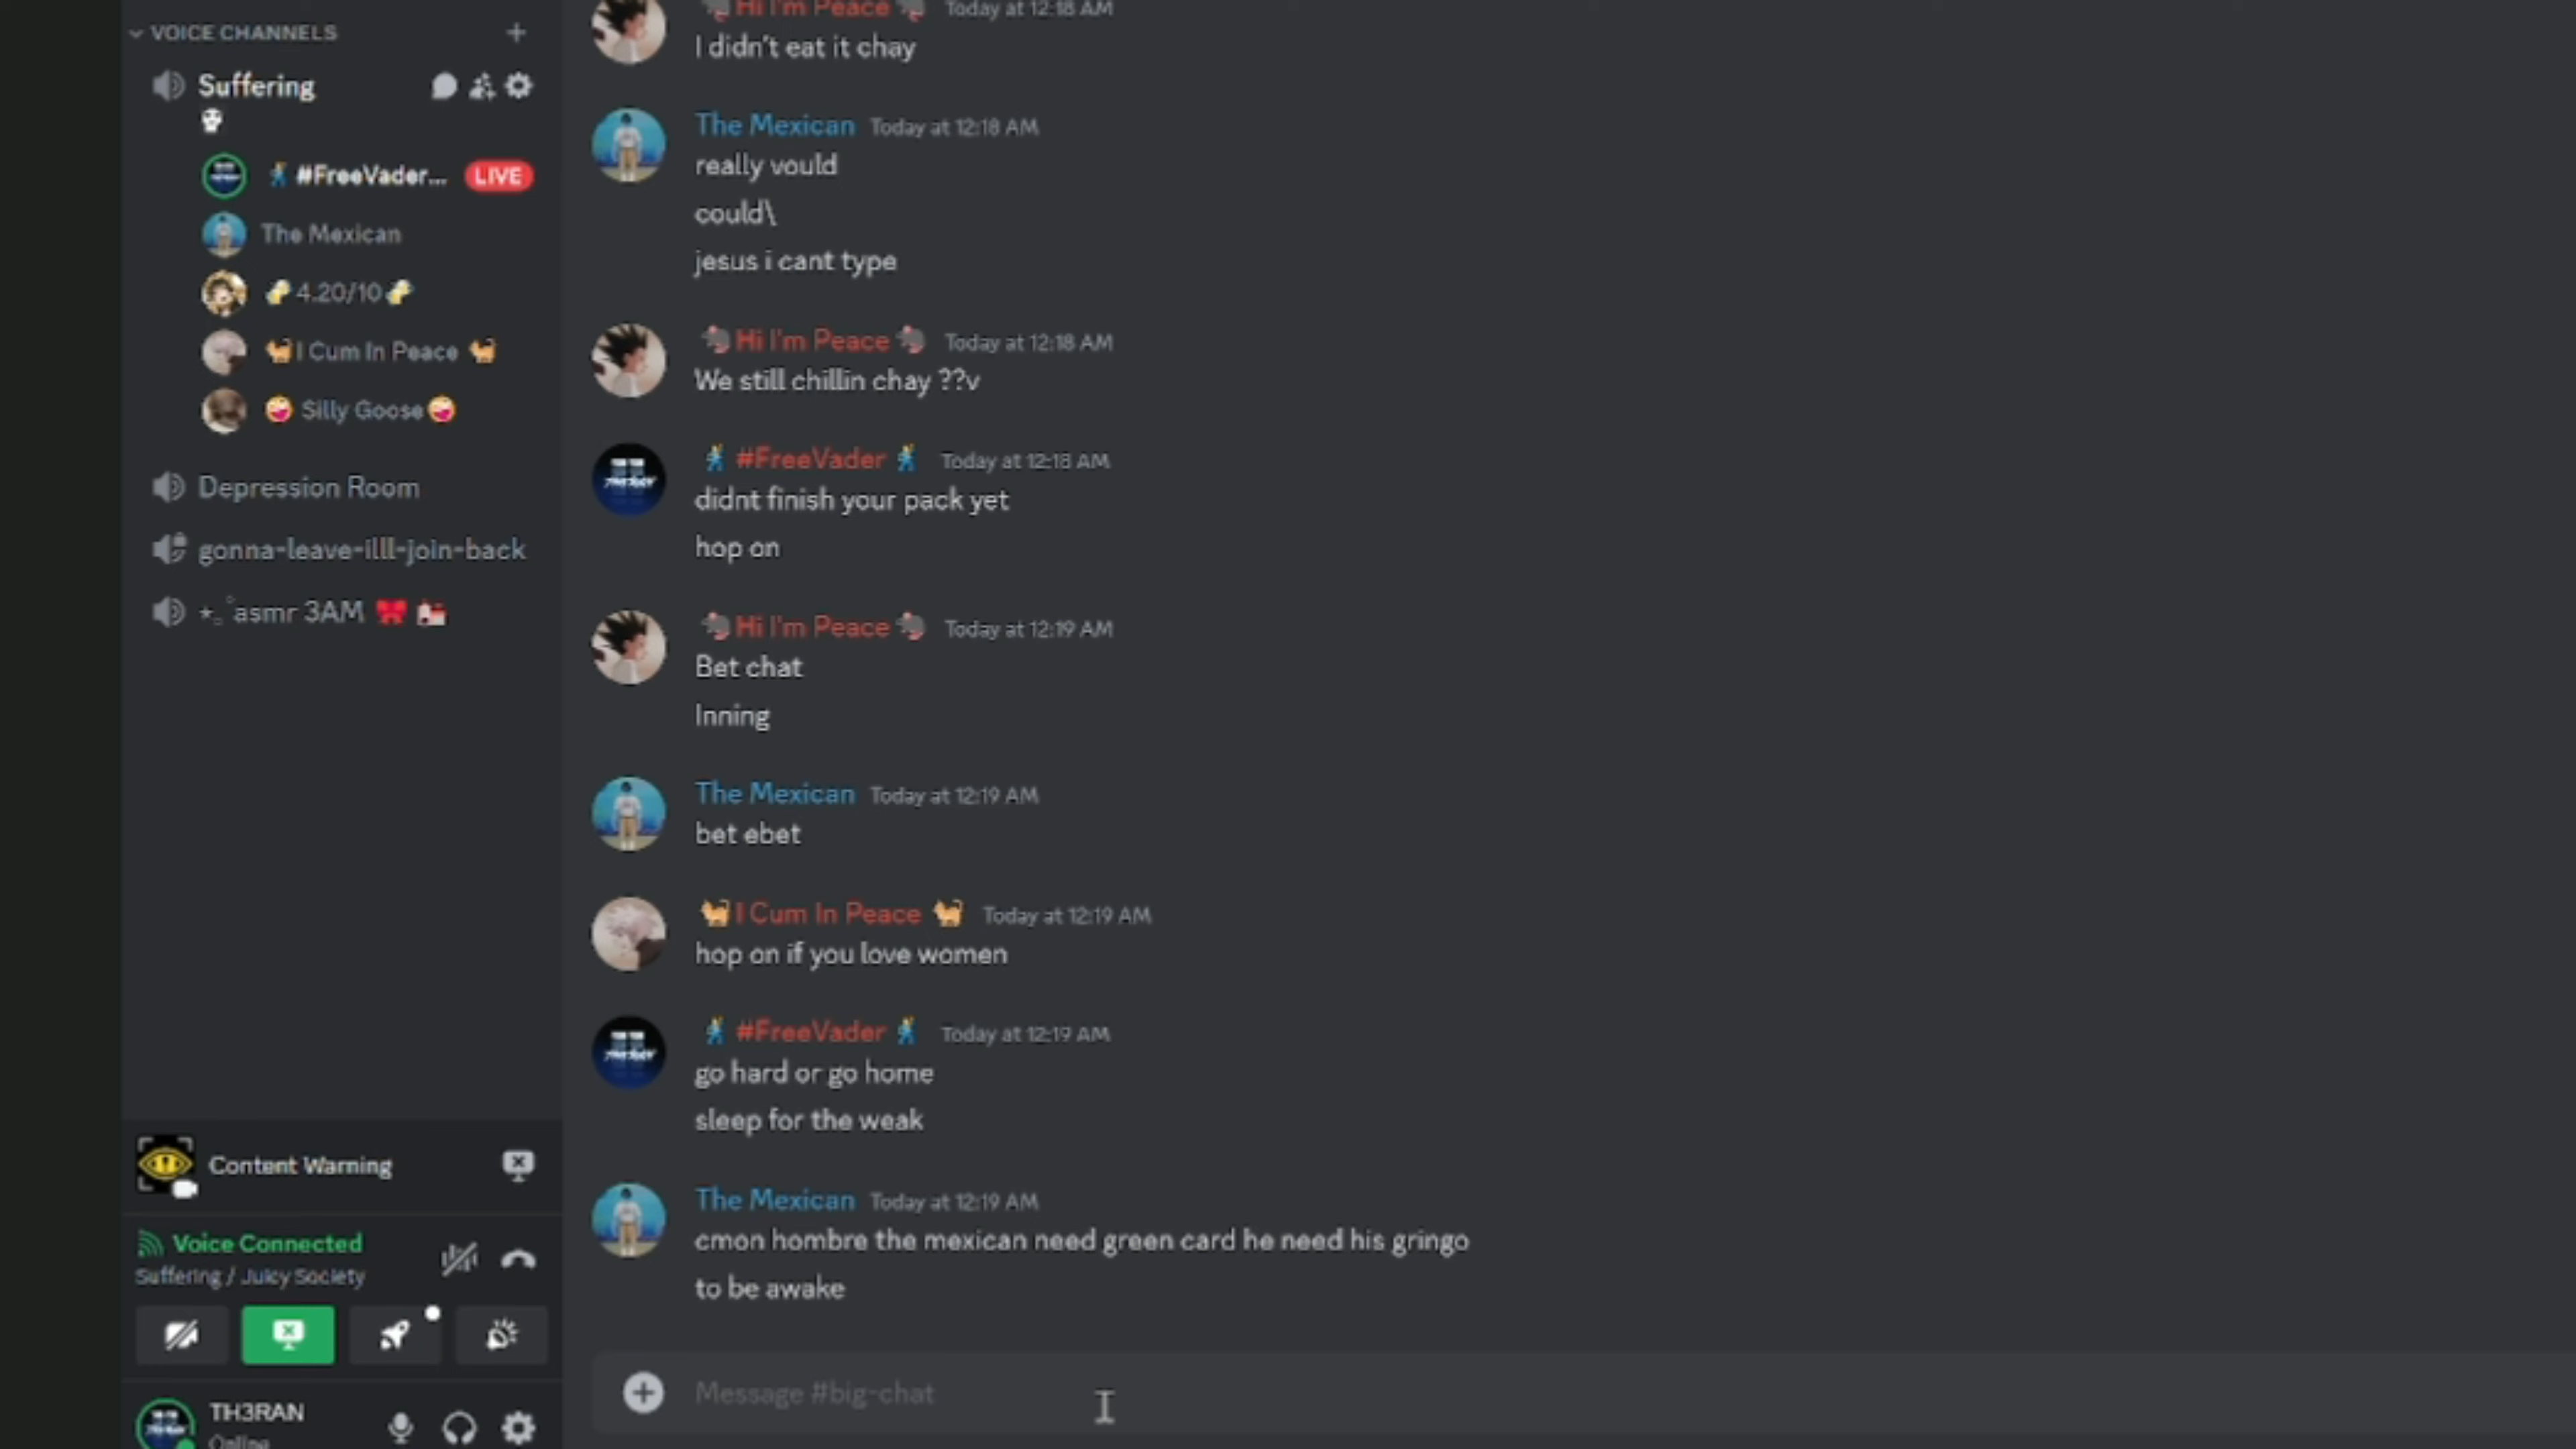 VOICE CHANNELS
Suffering
#FreeVader... LIVE
The Mexican
4.20/10
I Cum In Peace
Silly Goose
Depression Room
gonna-leave-illl-join-back
asmr 3AM
Content Warning
Voice Connected
Suffering / Juicy Society
TH3RAN
Online
Hi I'm Peace Today at 12:18 AM
I didn't eat it chay
The Mexican Today at 12:18 AM
really vould
could\
jesus i cant type
Hi I'm Peace Today at 12:18 AM
We still chillin chay ??v
#FreeVader Today at 12:18 AM
didnt finish your pack yet
hop on
Hi I'm Peace Today at 12:19 AM
Bet chat
Inning
The Mexican Today at 12:19 AM
bet ebet
I Cum In Peace Today at 12:19 AM
hop on if you love women
#FreeVader Today at 12:19 AM
go hard or go home
sleep for the weak
The Mexican Today at 12:19 AM
cmon hombre the mexican need green card he need his gringo
to be awake
Message #big-chat